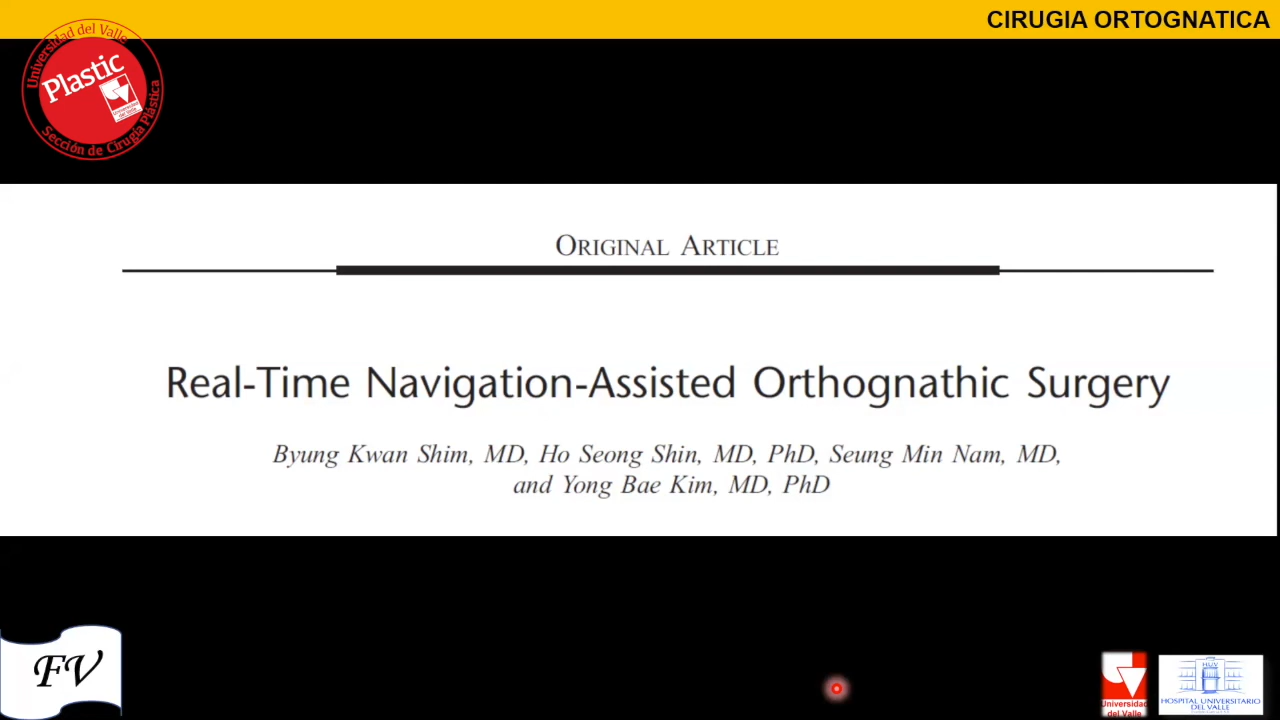 CIRUGIA ORTOGNATICA
Universidad del Valle
Plastic
Sección de Cirugía Plástica
ORIGINAL ARTICLE
Real-Time Navigation-Assisted Orthognathic Surgery
Byung Kwan Shim, MD, Ho Seong Shin, MD, PhD, Seung Min Nam, MD,
and Yong Bae Kim, MD, PhD
FV
Universidad
del Valle
H.U.V
HOSPITAL UNIVERSITARIO
DEL VALLE